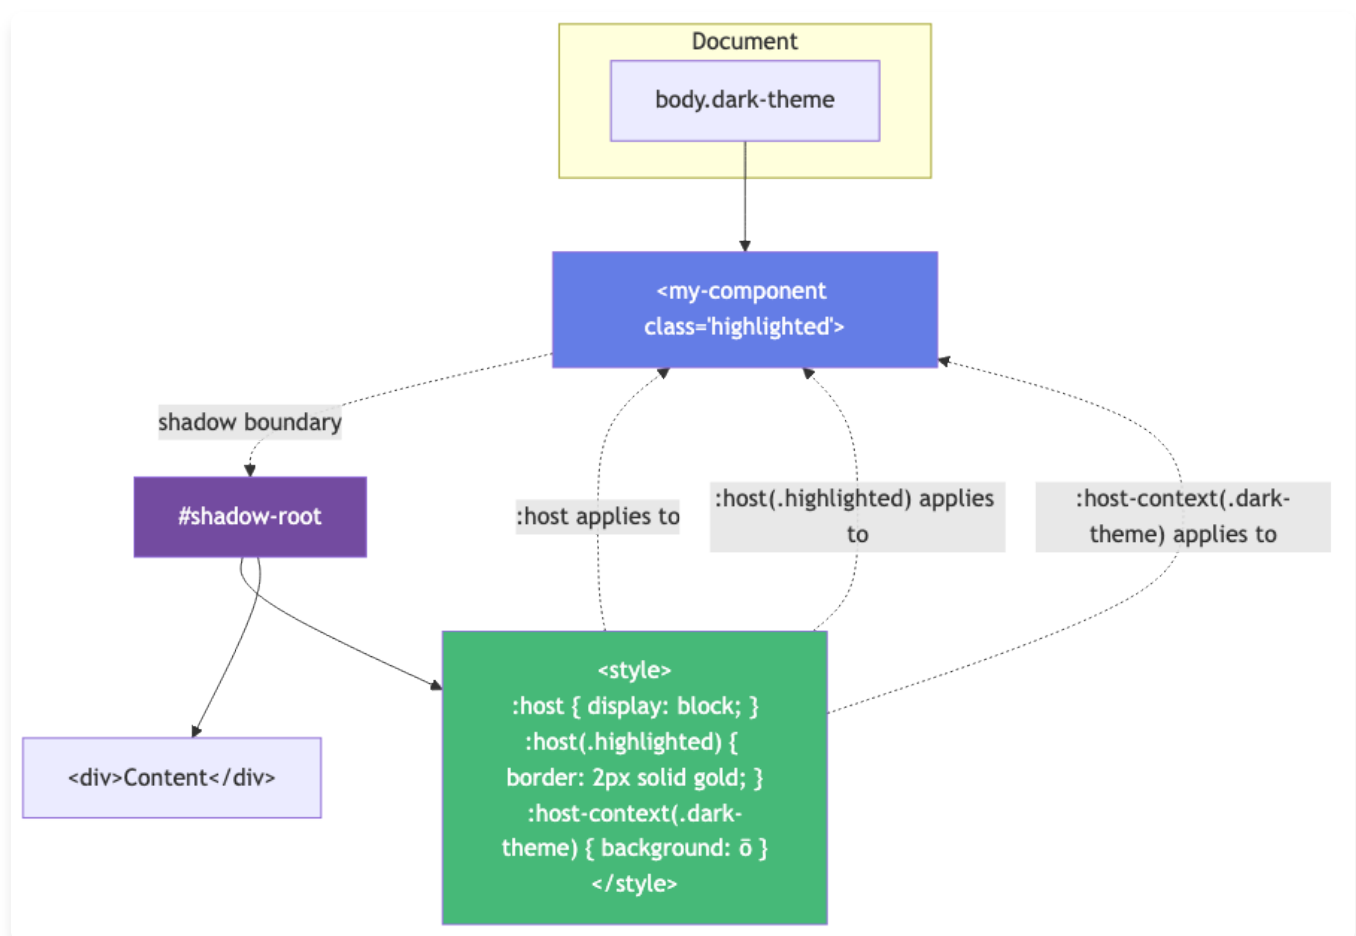 Document
body.dark-theme
<my-component
class='highlighted'>
shadow boundary
#shadow-root
:host applies to
:host(.highlighted) applies
to
:host-context(.dark-
theme) applies to
<style>
:host { display: block; }
:host(.highlighted) {
border: 2px solid gold; }
:host-context(.dark-
theme) { background: ō }
</style>
<div>Content</div>